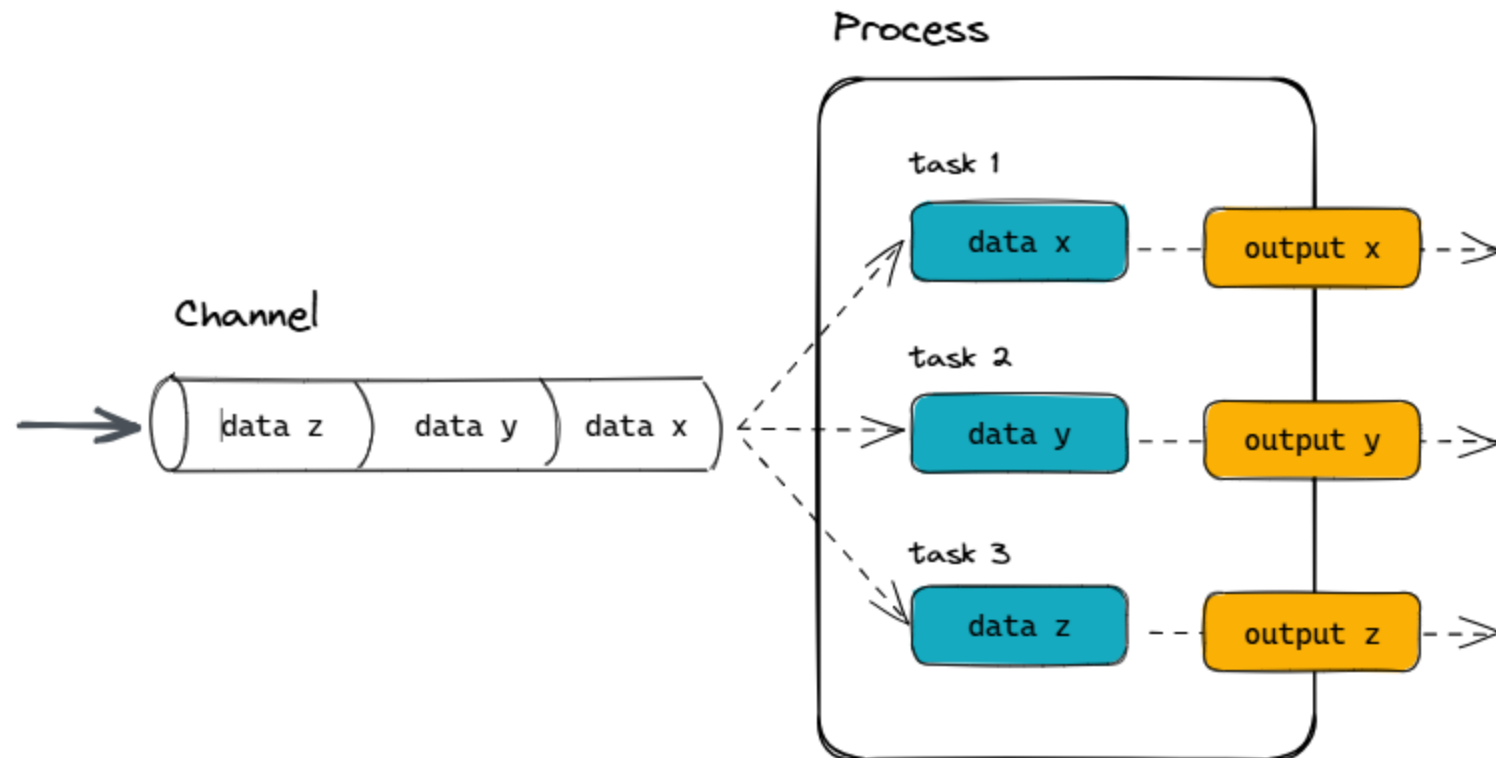 Process
task 1
data x
output x
Channel
task 2
data z
data y
data x
data y
output y
task 3
data z
output z